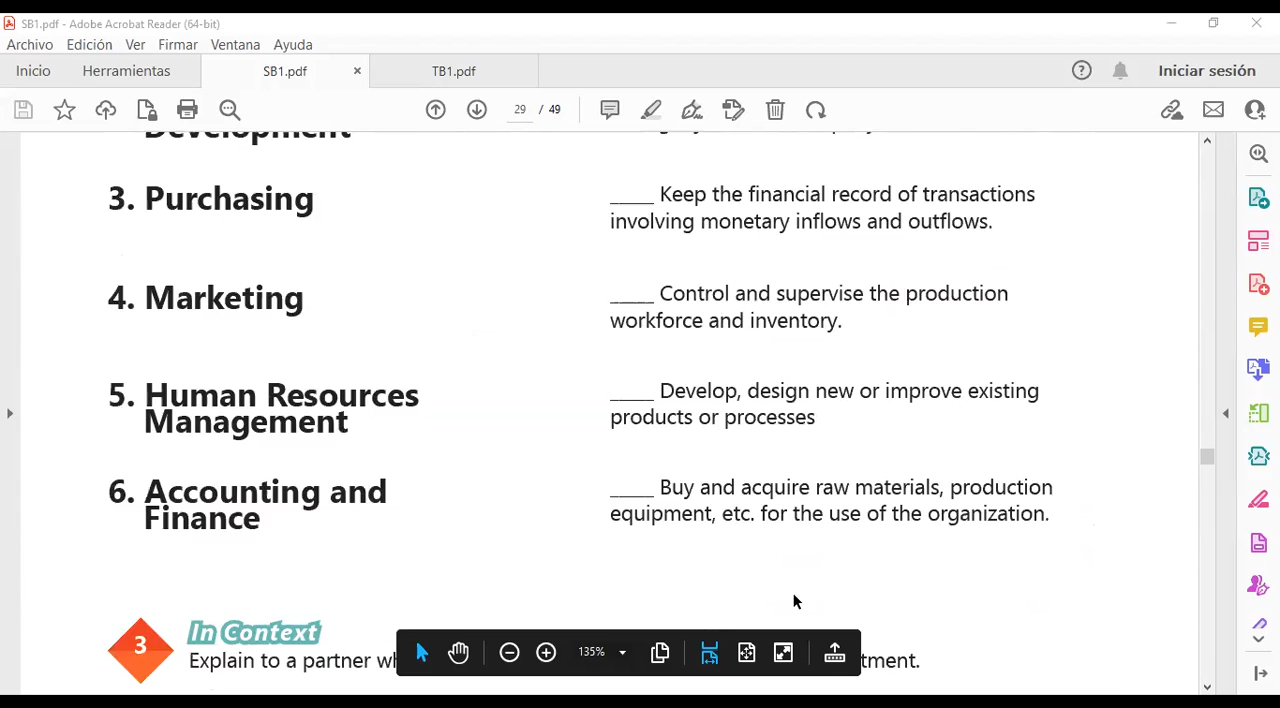 SB1.pdf - Adobe Acrobat Reader (64-bit)
Archivo Edición Ver Firmar Ventana Ayuda
Inicio Herramientas SB1.pdf × TB1.pdf Iniciar sesión
29 / 49
Development
3. Purchasing
_____ Keep the financial record of transactions
involving monetary inflows and outflows.
4. Marketing
_____ Control and supervise the production
workforce and inventory.
5. Human Resources
Management
_____ Develop, design new or improve existing
products or processes
6. Accounting and
Finance
_____ Buy and acquire raw materials, production
equipment, etc. for the use of the organization.
3
In Context
Explain to a partner
135%